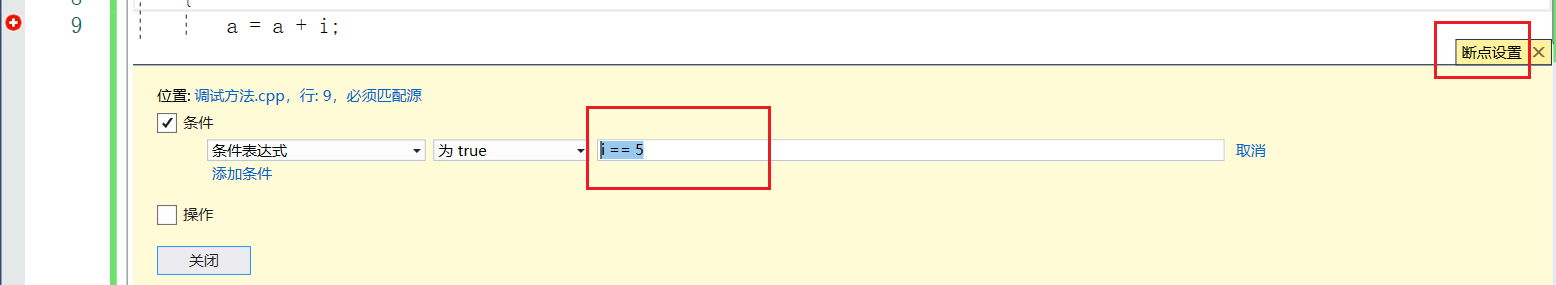 8 {
9 a = a + i;
断点设置 ×
位置: 调试方法.cpp，行: 9，必须匹配源
条件
条件表达式 为 true i == 5 取消
添加条件
操作
关闭